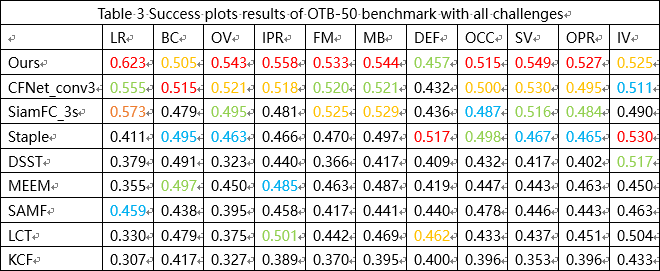 Table 3 Success plots results of OTB-50 benchmark with all challenges
LR BC OV IPR FM MB DEF OCC SV OPR IV
Ours 0.623 0.505 0.543 0.558 0.533 0.544 0.457 0.515 0.549 0.527 0.525
CFNet_conv3 0.555 0.515 0.521 0.518 0.520 0.521 0.432 0.500 0.530 0.495 0.511
SiamFC_3s 0.573 0.479 0.495 0.481 0.525 0.529 0.436 0.487 0.516 0.484 0.490
Staple 0.411 0.495 0.463 0.466 0.470 0.497 0.517 0.498 0.467 0.465 0.530
DSST 0.379 0.491 0.323 0.440 0.366 0.417 0.409 0.432 0.417 0.402 0.517
MEEM 0.355 0.497 0.450 0.485 0.463 0.487 0.419 0.447 0.443 0.463 0.450
SAMF 0.459 0.438 0.395 0.458 0.417 0.441 0.440 0.478 0.446 0.443 0.463
LCT 0.330 0.479 0.375 0.501 0.442 0.469 0.462 0.433 0.437 0.451 0.504
KCF 0.307 0.417 0.327 0.389 0.370 0.395 0.400 0.396 0.353 0.396 0.433